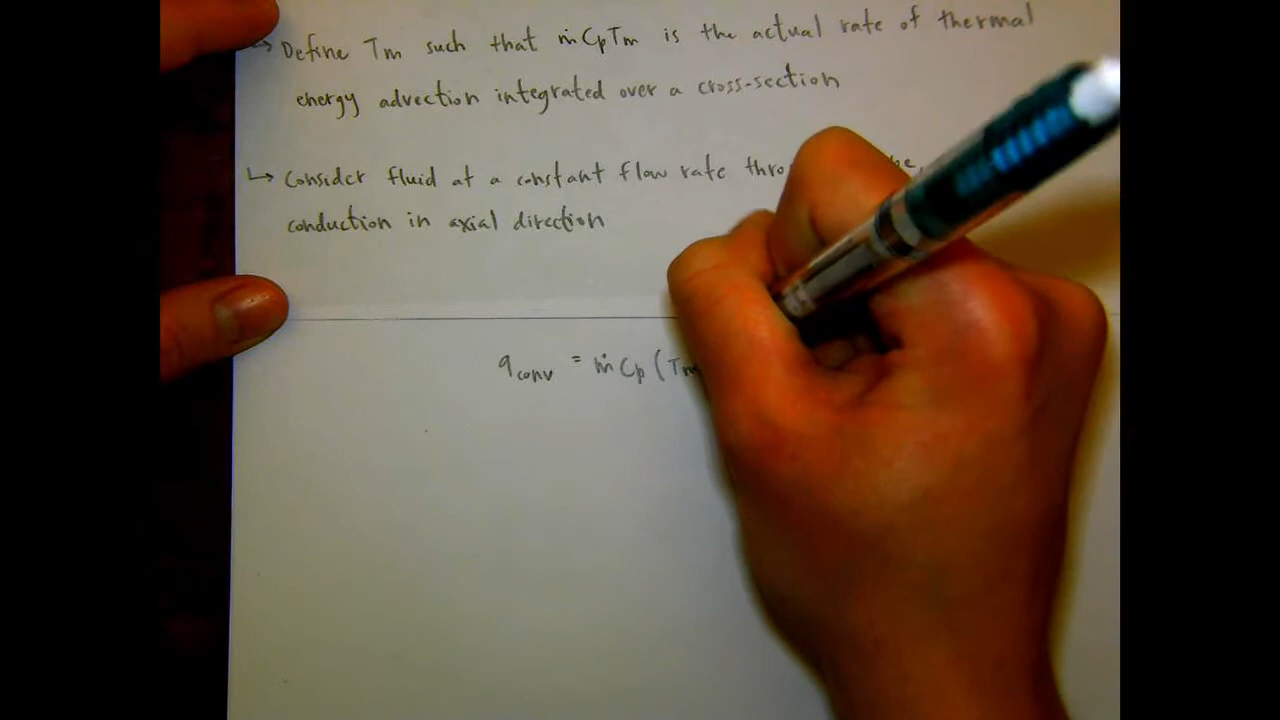 ↳ Define Tm such that ṁCpTm is the actual rate of thermal
energy advection integrated over a cross-section
↳ Consider fluid at a constant flow rate
conduction in axial direction
qconv = ṁCp(Tm